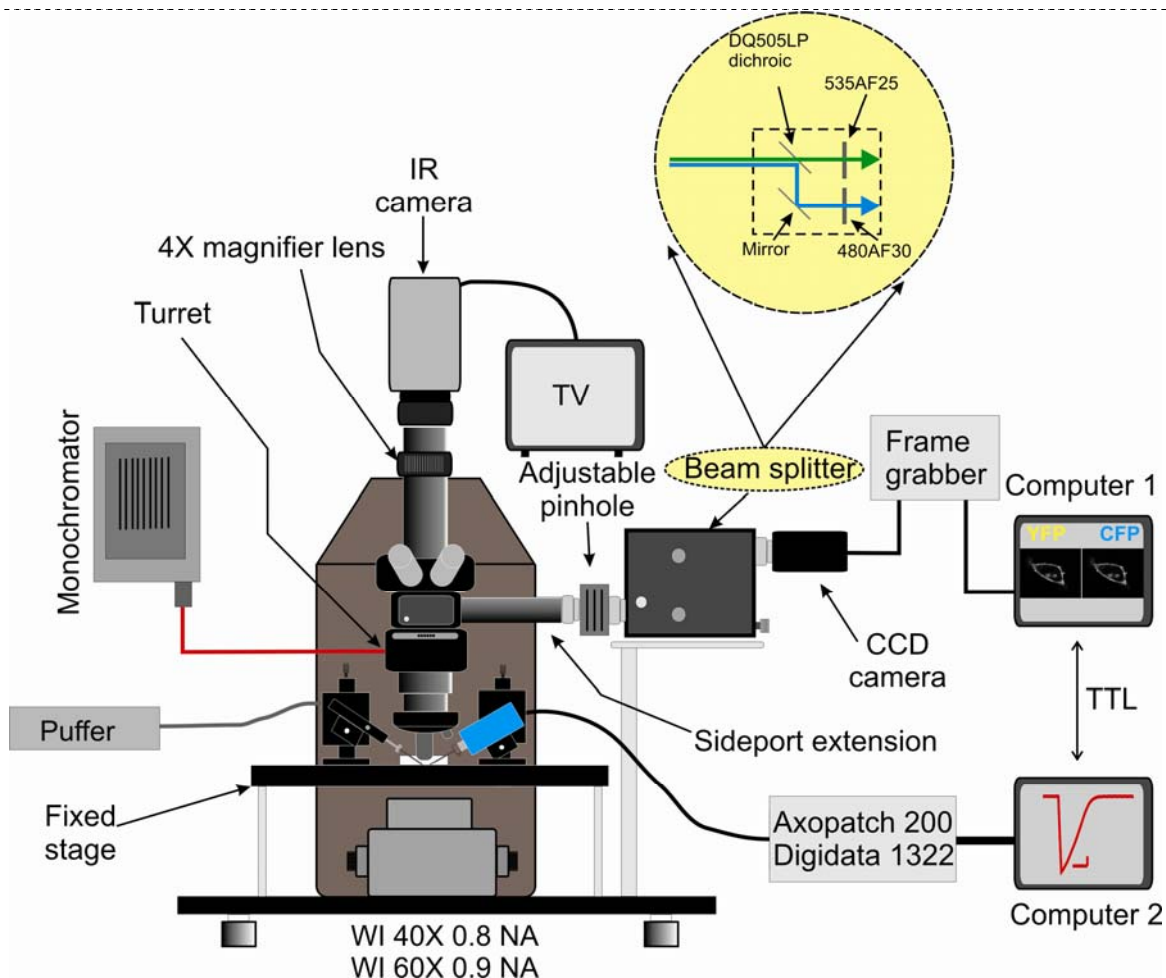 DQ505LP
dichroic
535AF25
Mirror
480AF30
IR
camera
4X magnifier lens
Turret
TV
Monochromator
Adjustable
pinhole
Beam splitter
Frame
grabber
Computer 1
YFP
CFP
CCD
camera
TTL
Puffer
Sideport extension
Fixed
stage
Axopatch 200
Digidata 1322
Computer 2
WI 40X 0.8 NA
WI 60X 0.9 NA